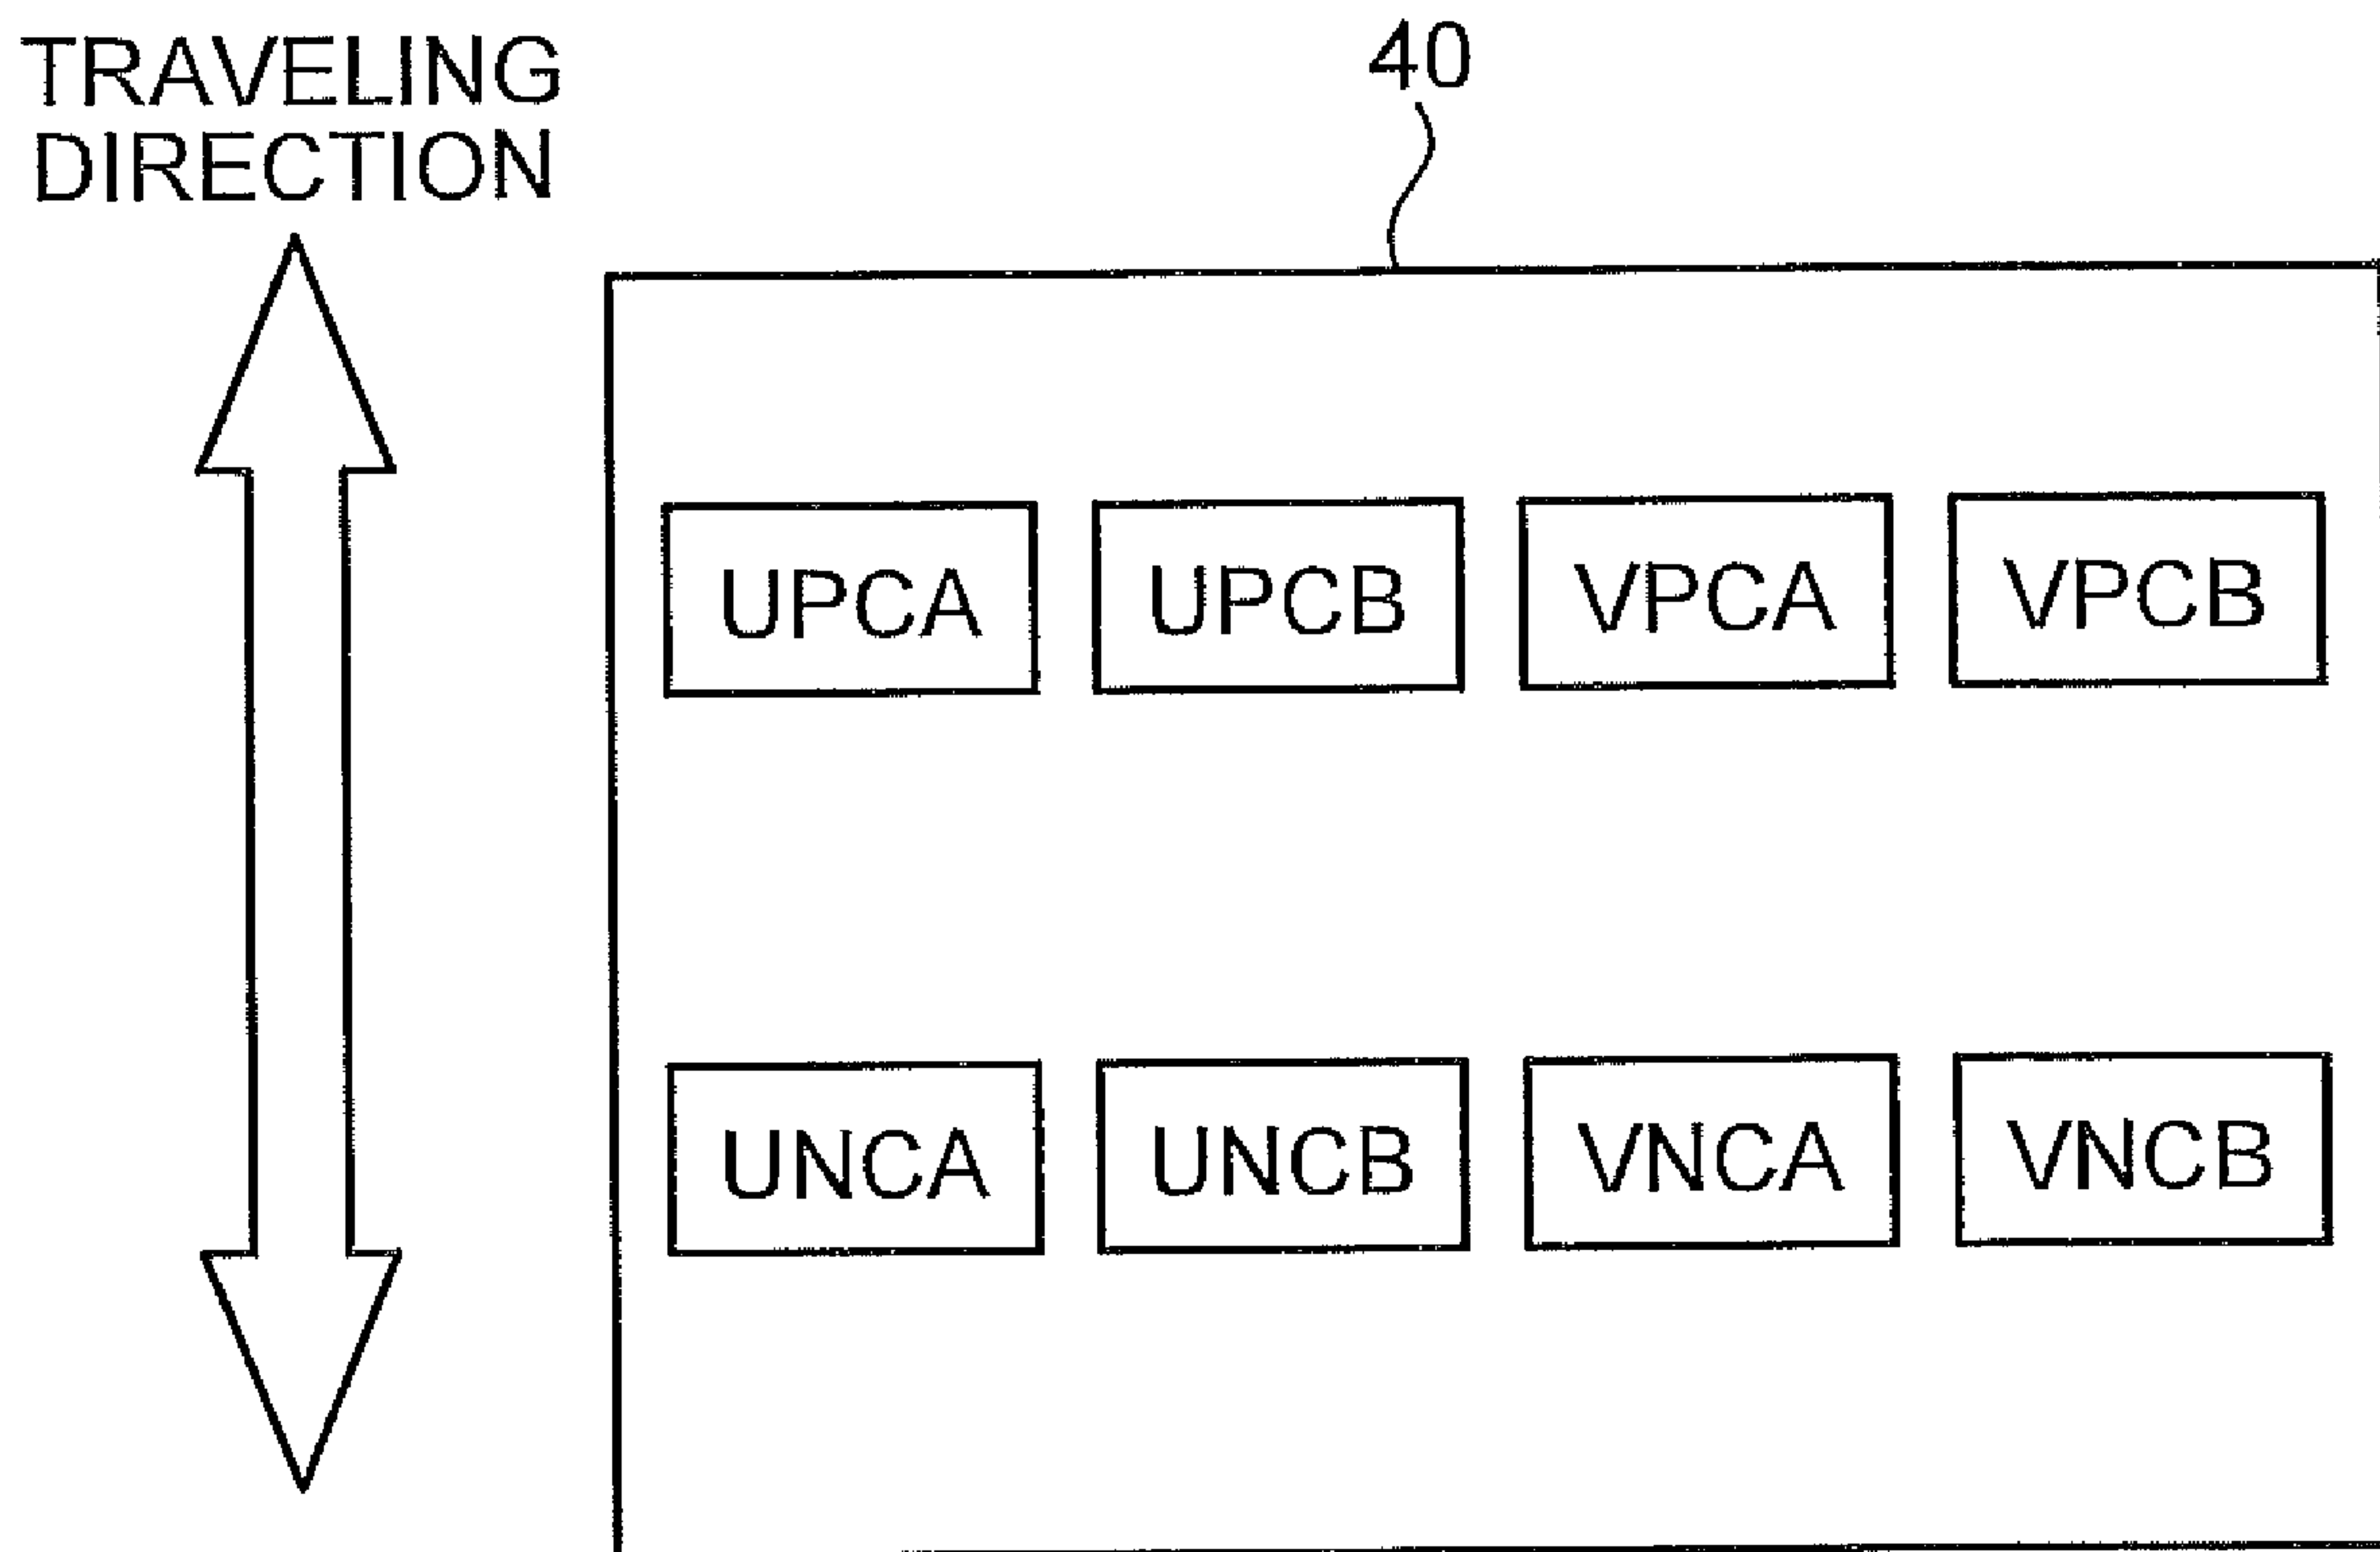 TRAVELING
DIRECTION
40
UPCA UPCB VPCA VPCB
UNCA UNCB VNCA VNCB